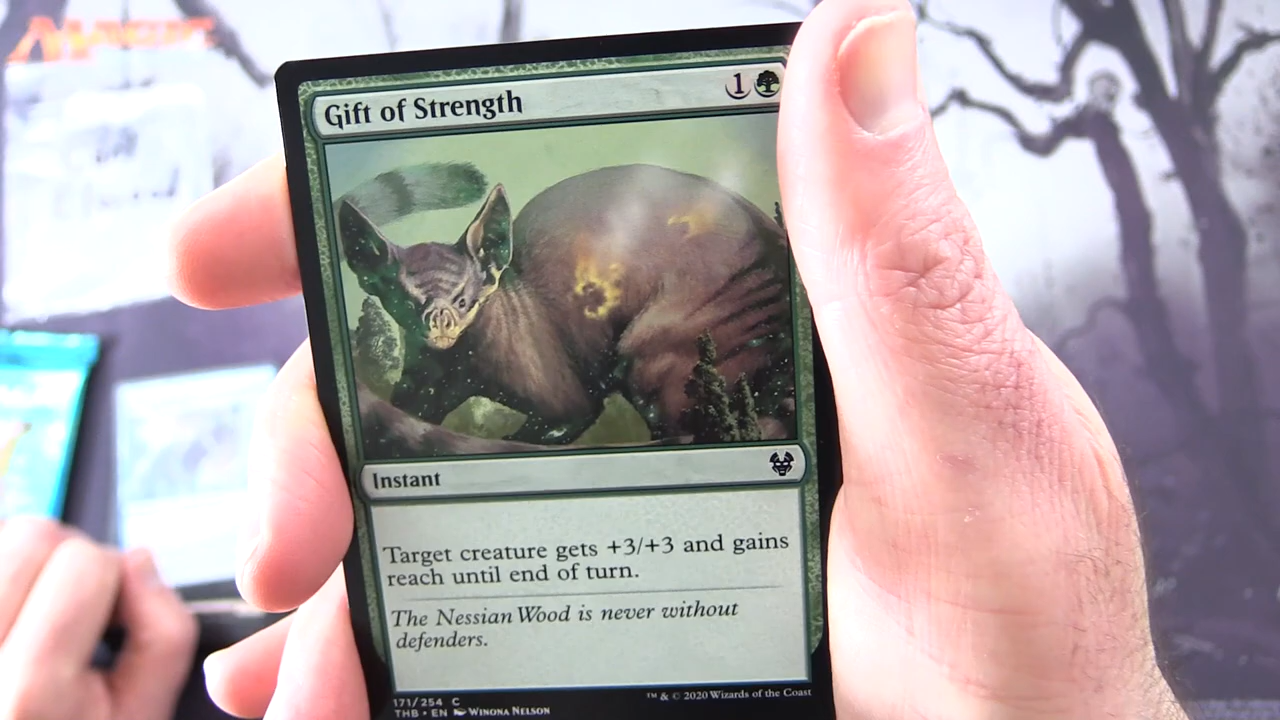 MAGIC
Gift of Strength 1
Instant
Target creature gets +3/+3 and gains
reach until end of turn.
The Nessian Wood is never without
defenders.
171/254 C
THB • EN Winona Nelson
™ & © 2020 Wizards of the Coast